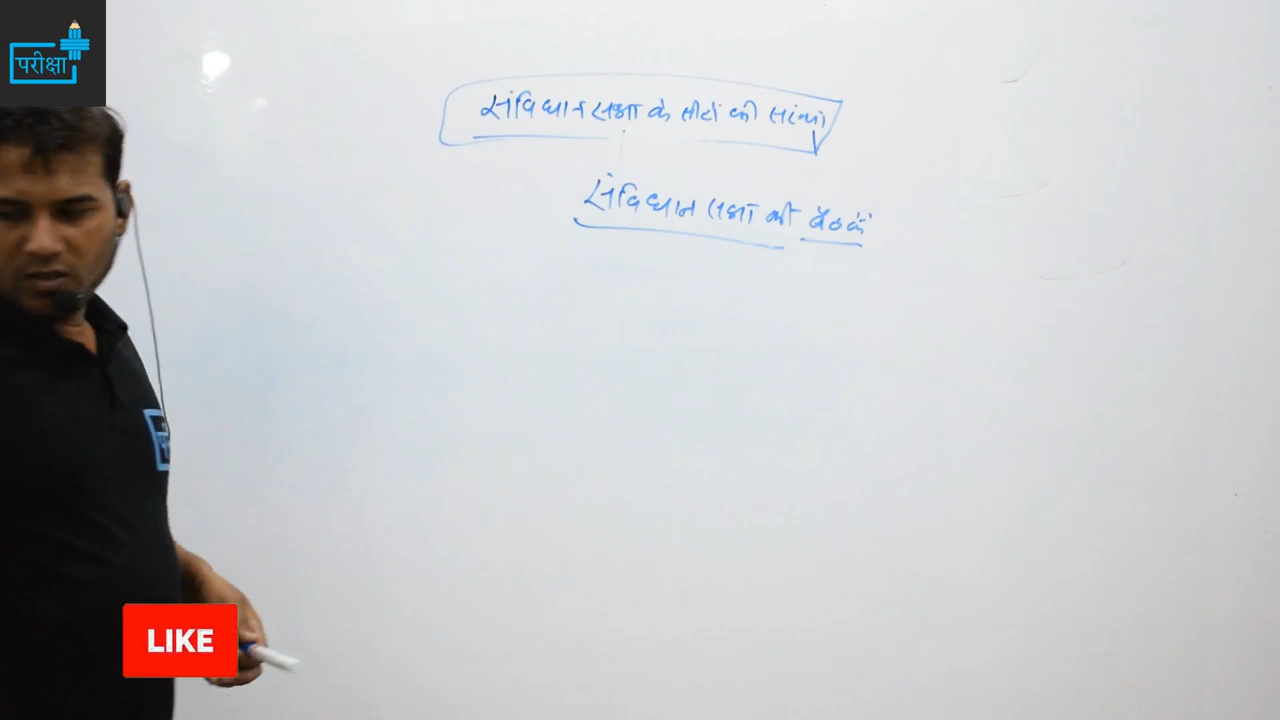 परीक्षा
संविधान सभा के सीटों की संख्या
संविधान सभा की बैठकें
LIKE